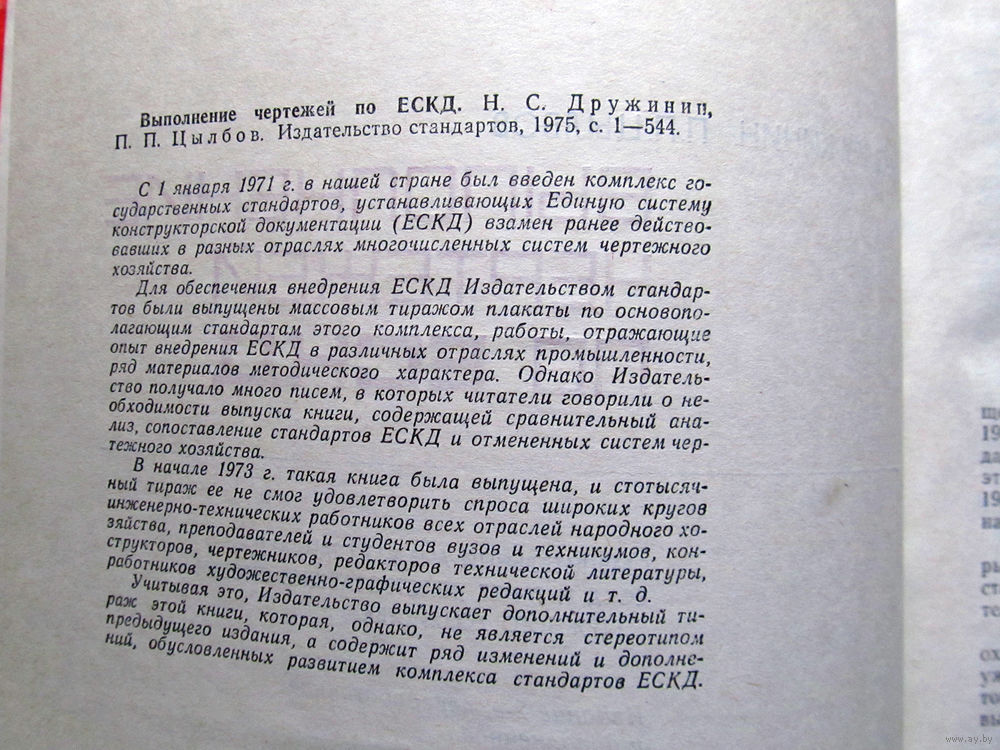 Выполнение чертежей по ЕСКД. Н. С. Дружинин,
П. П. Цылбов. Издательство стандартов, 1975, с. 1—544.
С 1 января 1971 г. в нашей стране был введен комплекс го-
сударственных стандартов, устанавливающих Единую систему
конструкторской документации (ЕСКД) взамен ранее действо-
вавших в разных отраслях многочисленных систем чертежного
хозяйства.
Для обеспечения внедрения ЕСКД Издательством стандар-
тов были выпущены массовым тиражом плакаты по основопо-
лагающим стандартам этого комплекса, работы, отражающие
опыт внедрения ЕСКД в различных отраслях промышленности,
ряд материалов методического характера. Однако Издатель-
ство получало много писем, в которых читатели говорили о не-
обходимости выпуска книги, содержащей сравнительный ана-
лиз, сопоставление стандартов ЕСКД и отмененных систем чер-
тежного хозяйства.
В начале 1973 г. такая книга была выпущена, и стотысяч-
ный тираж ее не смог удовлетворить спроса широких кругов
инженерно-технических работников всех отраслей народного хо-
зяйства, преподавателей и студентов вузов и техникумов, кон-
структоров, чертежников, редакторов технической литературы,
работников художественно-графических редакций и т. д.
Учитывая это, Издательство выпускает дополнительный ти-
раж этой книги, которая, однако, не является стереотипом
предыдущего издания, а содержит ряд изменений и дополне-
ний, обусловленных развитием комплекса стандартов ЕСКД.
www.ay.by